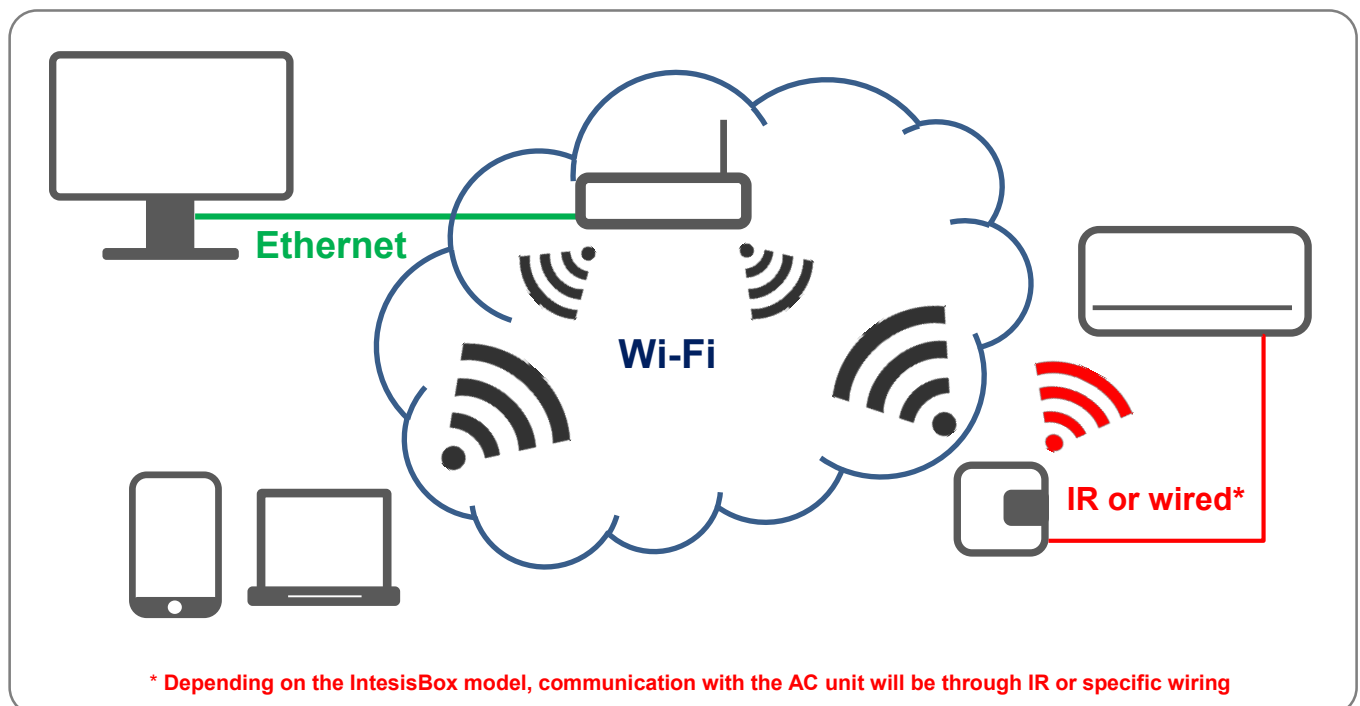 Ethernet
Wi-Fi
IR or wired*
* Depending on the IntesisBox model, communication with the AC unit will be through IR or specific wiring